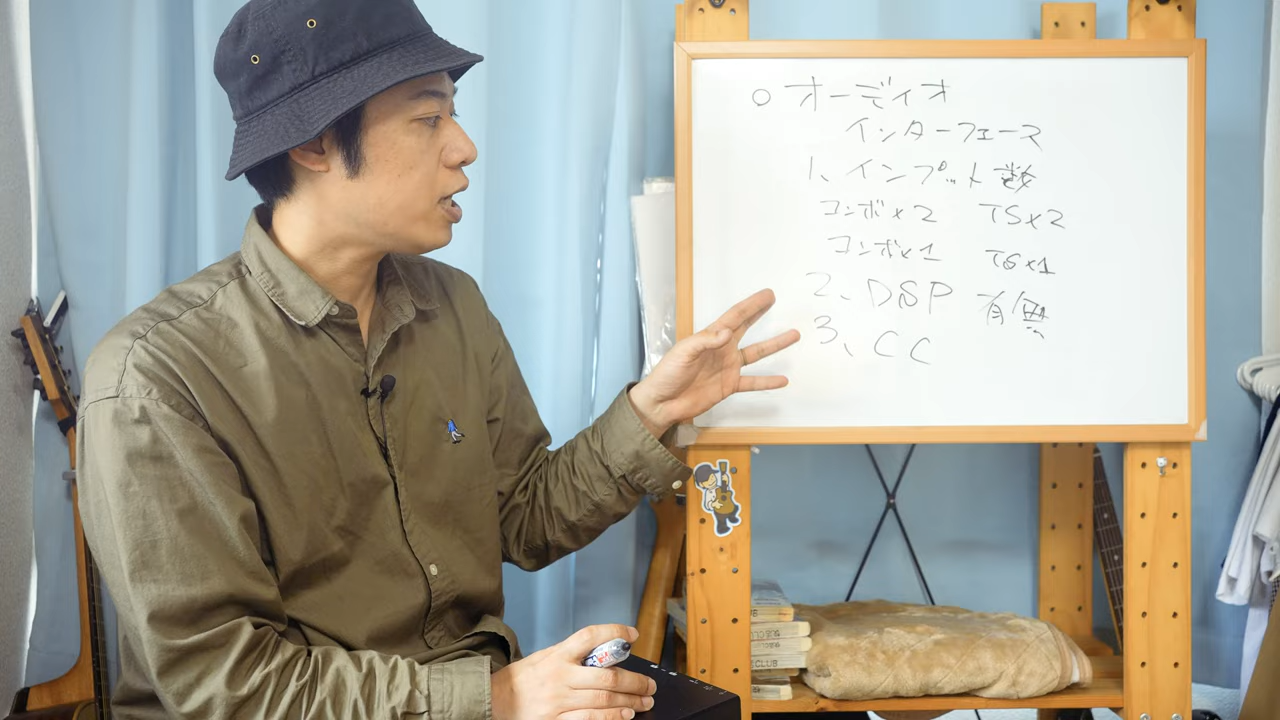 ○ オーディオ
インターフェース
1、インプット数
コンボ×2 TS×2
コンボ×1 TS×1
2、DSP 有無
3、CC
CLUB